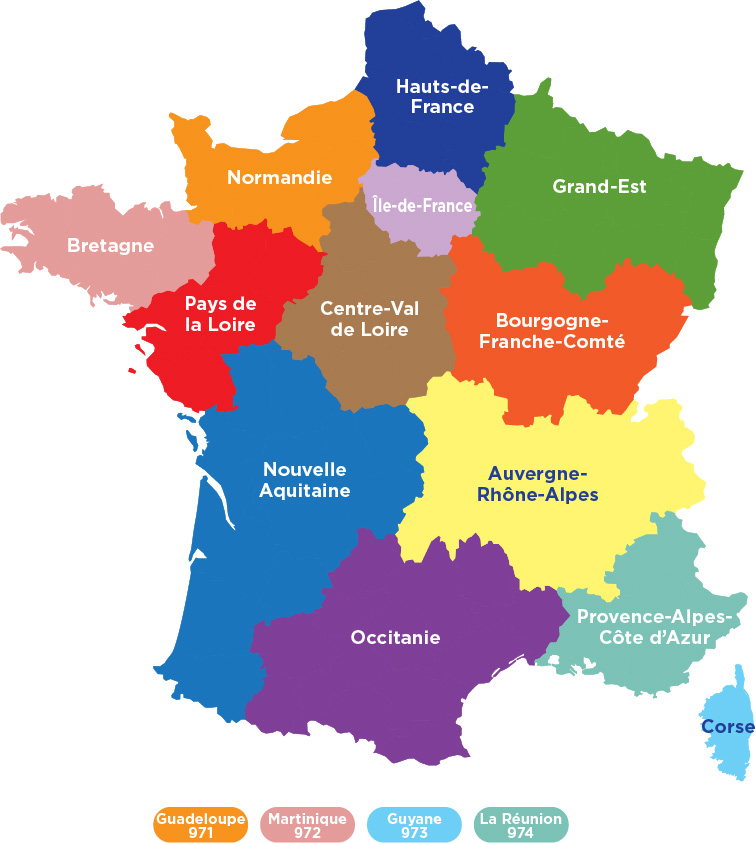 Hauts-de-
France
Normandie
Île-de-France
Grand-Est
Bretagne
Pays de
la Loire
Centre-Val
de Loire
Bourgogne-
Franche-Comté
Nouvelle
Aquitaine
Auvergne-
Rhône-Alpes
Occitanie
Provence-Alpes-
Côte d'Azur
Corse
Guadeloupe
971
Martinique
972
Guyane
973
La Réunion
974